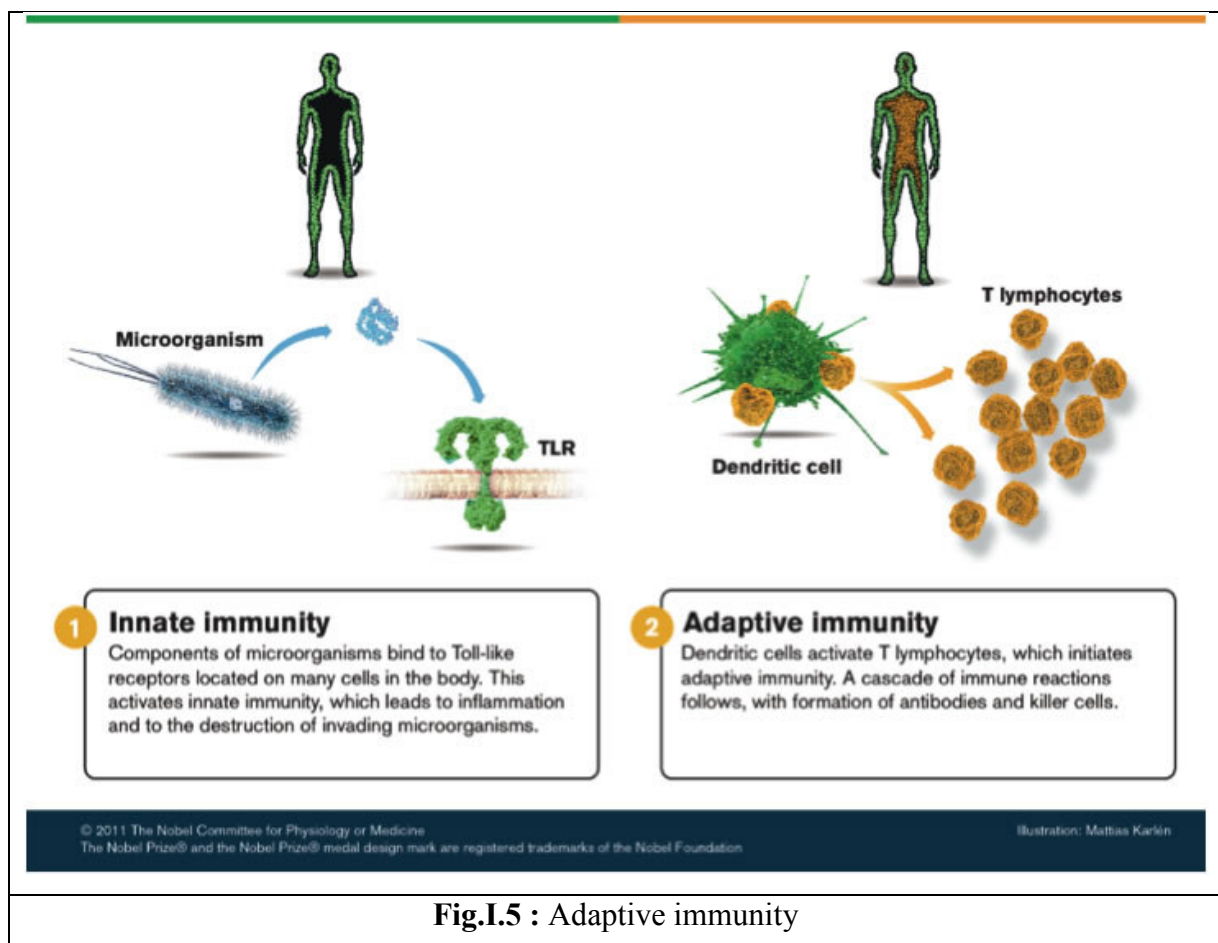 Microorganism
TLR
T lymphocytes
Dendritic cell
1
Innate immunity
Components of microorganisms bind to Toll-like
receptors located on many cells in the body. This
activates innate immunity, which leads to inflammation
and to the destruction of invading microorganisms.
2
Adaptive immunity
Dendritic cells activate T lymphocytes, which initiates
adaptive immunity. A cascade of immune reactions
follows, with formation of antibodies and killer cells.
© 2011 The Nobel Committee for Physiology or Medicine
The Nobel Prize® and the Nobel Prize® medal design mark are registered trademarks of the Nobel Foundation
Illustration: Mattias Karlén
Fig.I.5 : Adaptive immunity